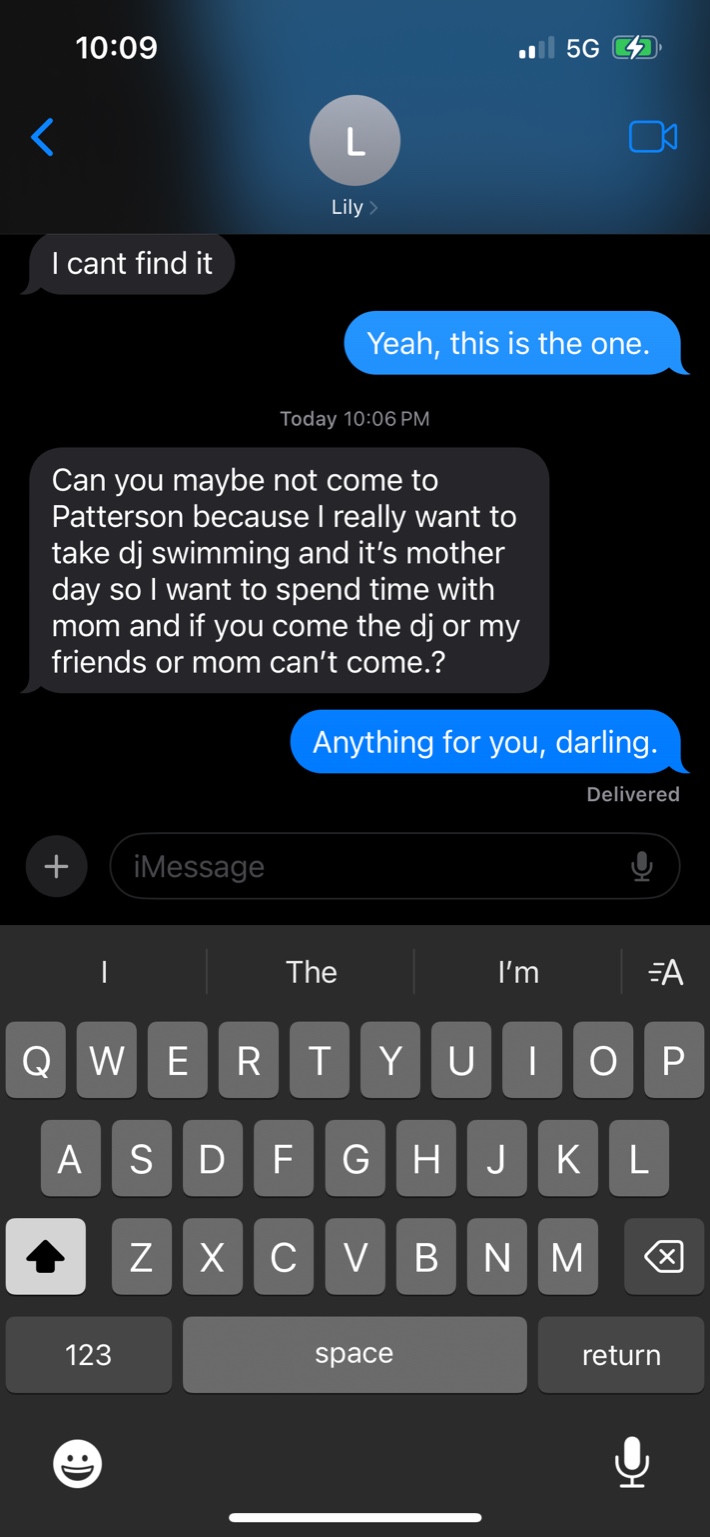 10:09
5G
L
Lily
I cant find it
Yeah, this is the one.
Today 10:06 PM
Can you maybe not come to
Patterson because I really want to
take dj swimming and it’s mother
day so I want to spend time with
mom and if you come the dj or my
friends or mom can’t come.?
Anything for you, darling.
Delivered
iMessage
I The I’m A
Q W E R T Y U I O P
A S D F G H J K L
Z X C V B N M
123 space return